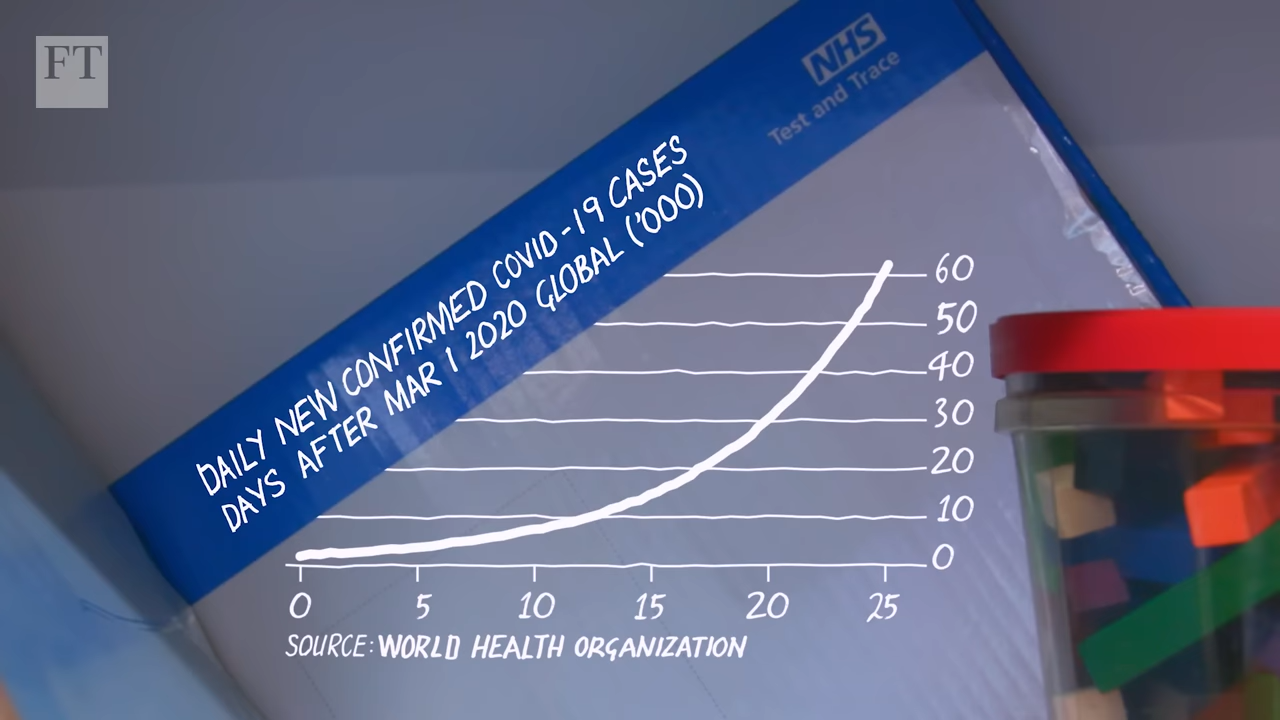 FT
NHS
Test and Trace
DAILY NEW CONFIRMED COVID-19 CASES
DAYS AFTER MAR 1 2020 GLOBAL ('000)
60
50
40
30
20
10
0
0 5 10 15 20 25
SOURCE: WORLD HEALTH ORGANIZATION